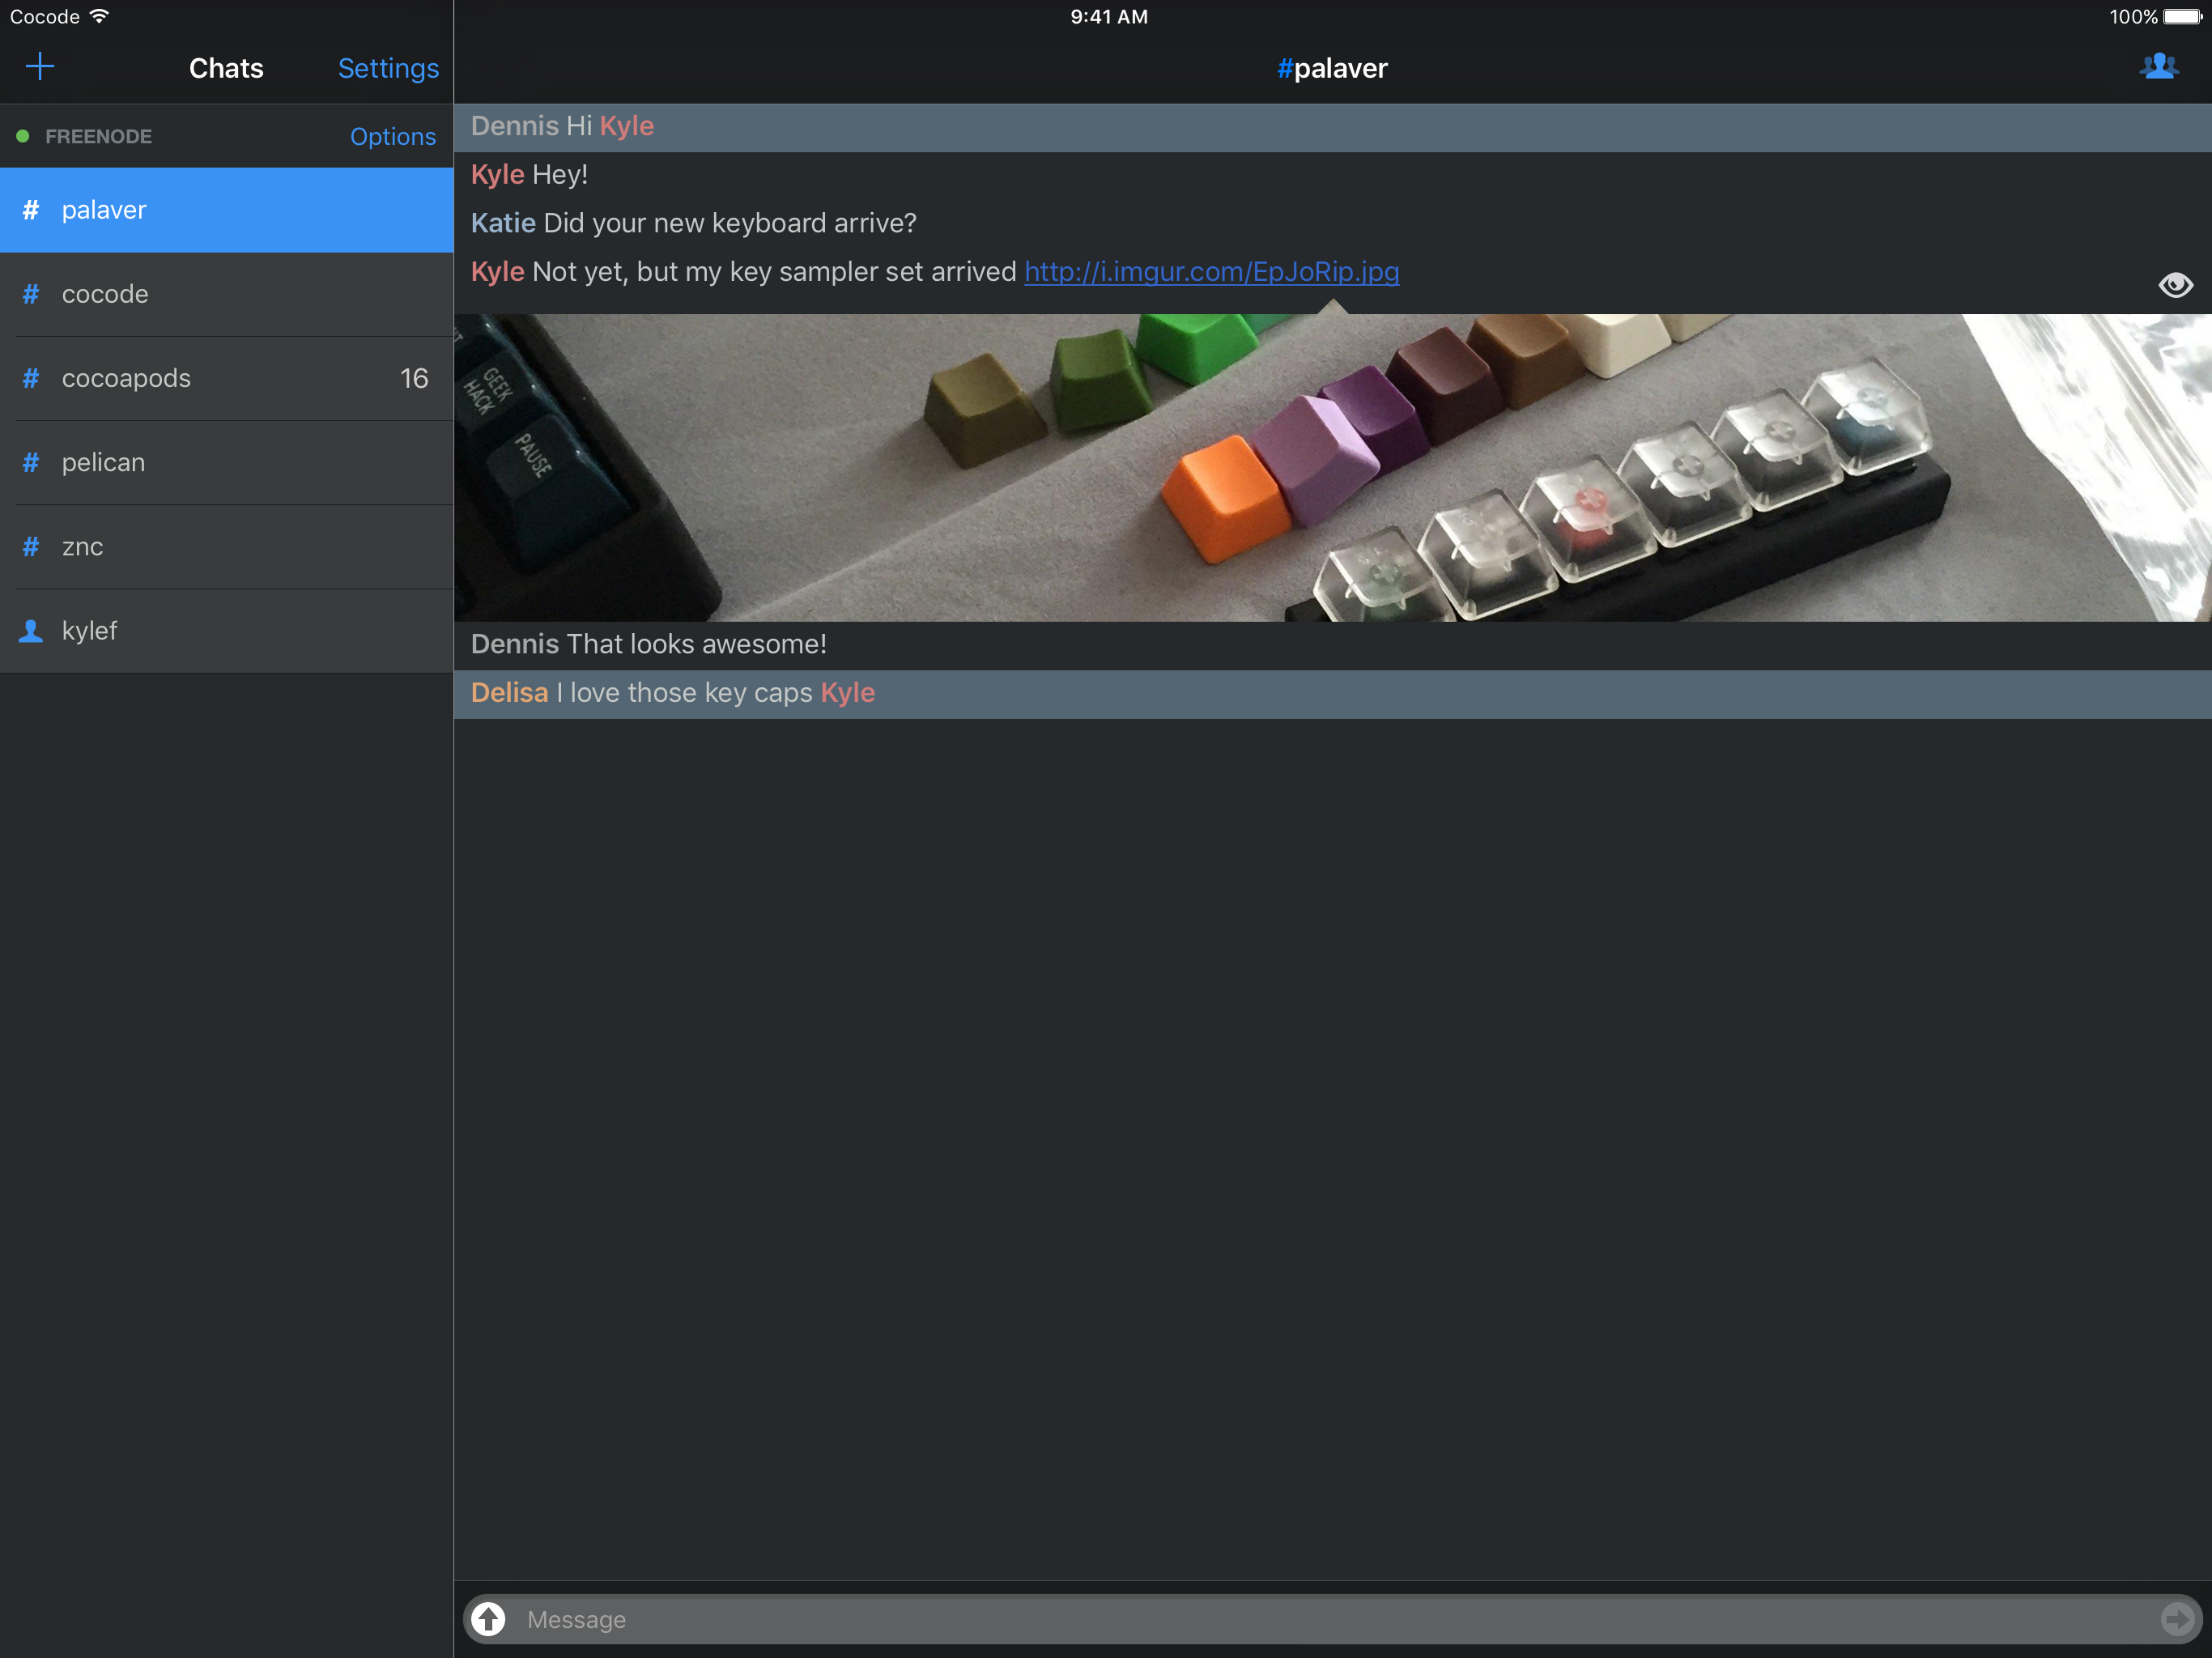 Cocode 9:41 AM 100%
Chats Settings
#palaver
FREENODE Options
# palaver
# cocode
# cocoapods 16
# pelican
# znc
kylef
Dennis Hi Kyle
Kyle Hey!
Katie Did your new keyboard arrive?
Kyle Not yet, but my key sampler set arrived http://i.imgur.com/EpJoRip.jpg
GEEK
HACK
PAUSE
Dennis That looks awesome!
Delisa I love those key caps Kyle
Message